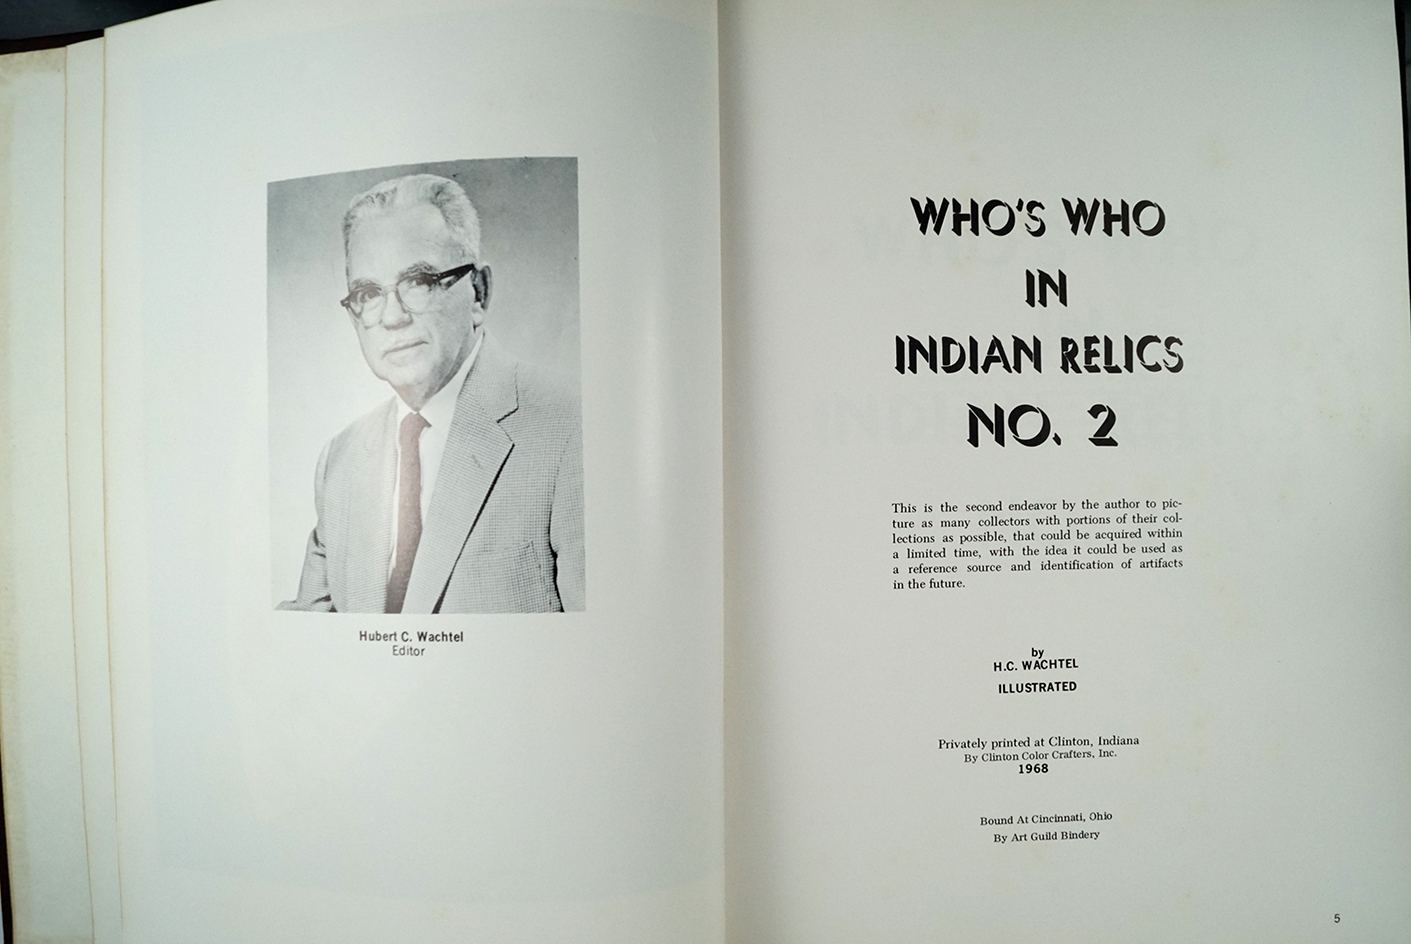 Hubert C. Wachtel
Editor
WHO'S WHO
IN
INDIAN RELICS
NO. 2
This is the second endeavor by the author to pic-
ture as many collectors with portions of their col-
lections as possible, that could be acquired within
a limited time, with the idea it could be used as
a reference source and identification of artifacts
in the future.
by
H.C. WACHTEL
ILLUSTRATED
Privately printed at Clinton, Indiana
By Clinton Color Crafters, Inc.
1968
Bound At Cincinnati, Ohio
By Art Guild Bindery
5